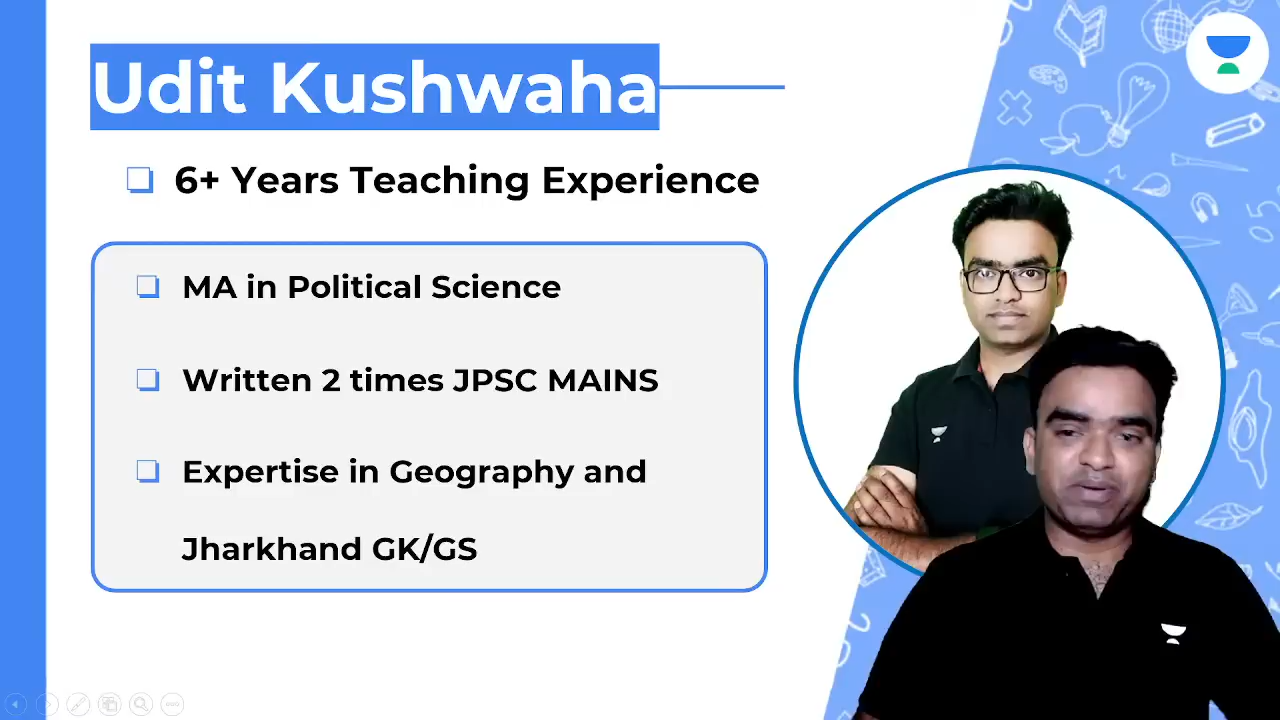 Udit Kushwaha
6+ Years Teaching Experience
MA in Political Science
Written 2 times JPSC MAINS
Expertise in Geography and
Jharkhand GK/GS